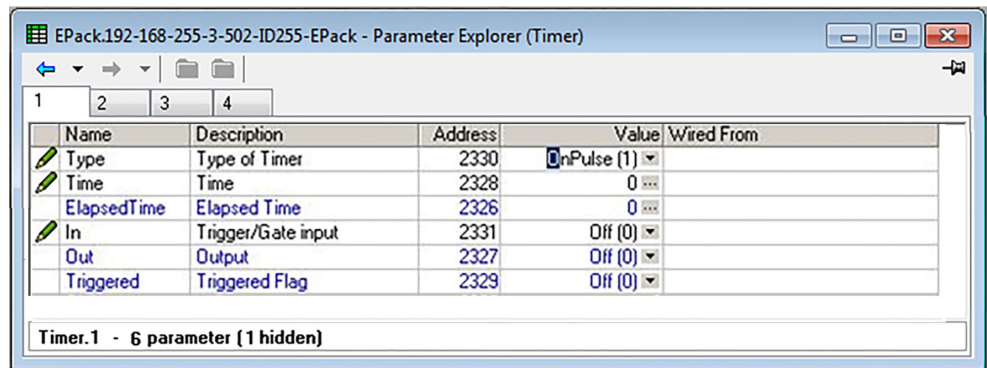 EPack.192-168-255-3-502-ID255-EPack - Parameter Explorer (Timer)
1 2 3 4
Name Description Address Value Wired From
Type Type of Timer 2330 OnPulse (1)
Time Time 2328 0
ElapsedTime Elapsed Time 2326 0
In Trigger/Gate input 2331 Off (0)
Out Output 2327 Off (0)
Triggered Triggered Flag 2329 Off (0)
Timer.1 - 6 parameter (1 hidden)